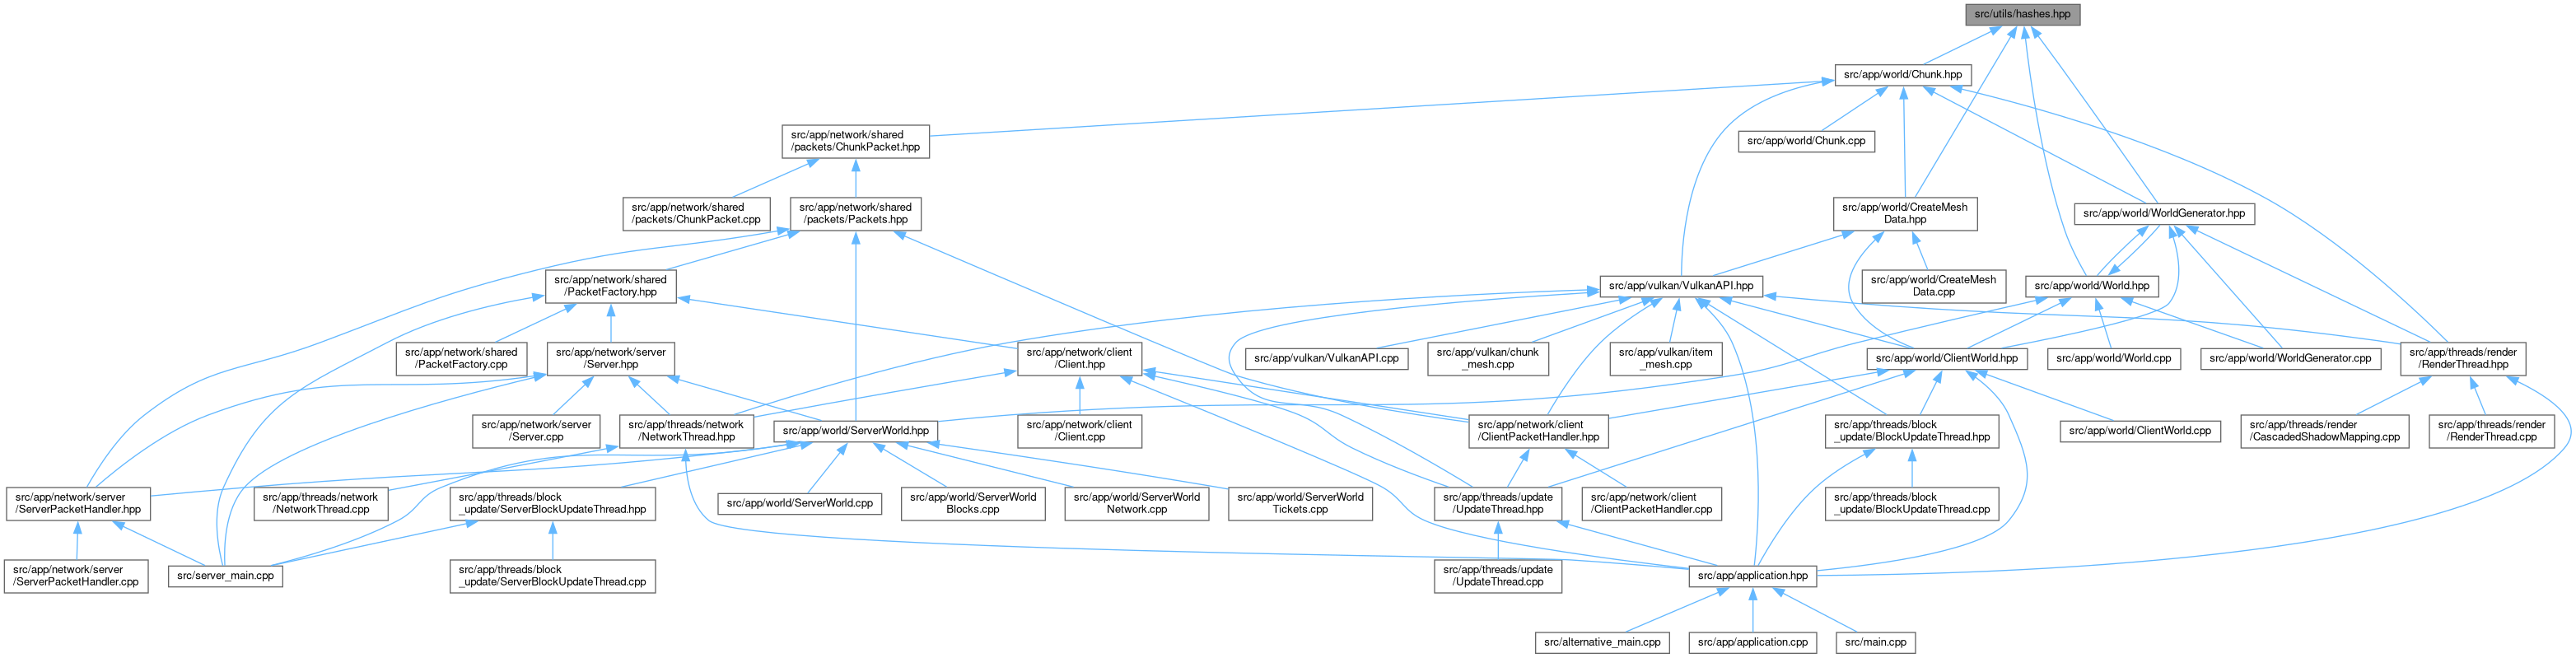 src/utils/hashes.hpp
src/app/world/Chunk.hpp
src/app/network/shared
/packets/ChunkPacket.hpp
src/app/world/Chunk.cpp
src/app/network/shared
/packets/ChunkPacket.cpp
src/app/network/shared
/packets/Packets.hpp
src/app/world/CreateMesh
Data.hpp
src/app/world/WorldGenerator.hpp
src/app/network/shared
/PacketFactory.hpp
src/app/vulkan/VulkanAPI.hpp
src/app/world/CreateMesh
Data.cpp
src/app/world/World.hpp
src/app/network/shared
/PacketFactory.cpp
src/app/network/server
/Server.hpp
src/app/network/client
/Client.hpp
src/app/vulkan/VulkanAPI.cpp
src/app/vulkan/chunk
_mesh.cpp
src/app/vulkan/item
_mesh.cpp
src/app/world/ClientWorld.hpp
src/app/world/World.cpp
src/app/world/WorldGenerator.cpp
src/app/threads/render
/RenderThread.hpp
src/app/network/server
/Server.cpp
src/app/threads/network
/NetworkThread.hpp
src/app/world/ServerWorld.hpp
src/app/network/client
/Client.cpp
src/app/network/client
/ClientPacketHandler.hpp
src/app/threads/block
_update/BlockUpdateThread.hpp
src/app/world/ClientWorld.cpp
src/app/threads/render
/CascadedShadowMapping.cpp
src/app/threads/render
/RenderThread.cpp
src/app/network/server
/ServerPacketHandler.hpp
src/app/threads/network
/NetworkThread.cpp
src/app/threads/block
_update/ServerBlockUpdateThread.hpp
src/app/world/ServerWorld.cpp
src/app/world/ServerWorld
Blocks.cpp
src/app/world/ServerWorld
Network.cpp
src/app/world/ServerWorld
Tickets.cpp
src/app/threads/update
/UpdateThread.hpp
src/app/network/client
/ClientPacketHandler.cpp
src/app/threads/block
_update/BlockUpdateThread.cpp
src/app/network/server
/ServerPacketHandler.cpp
src/server_main.cpp
src/app/threads/block
_update/ServerBlockUpdateThread.cpp
src/app/threads/update
/UpdateThread.cpp
src/app/application.hpp
src/alternative_main.cpp
src/app/application.cpp
src/main.cpp